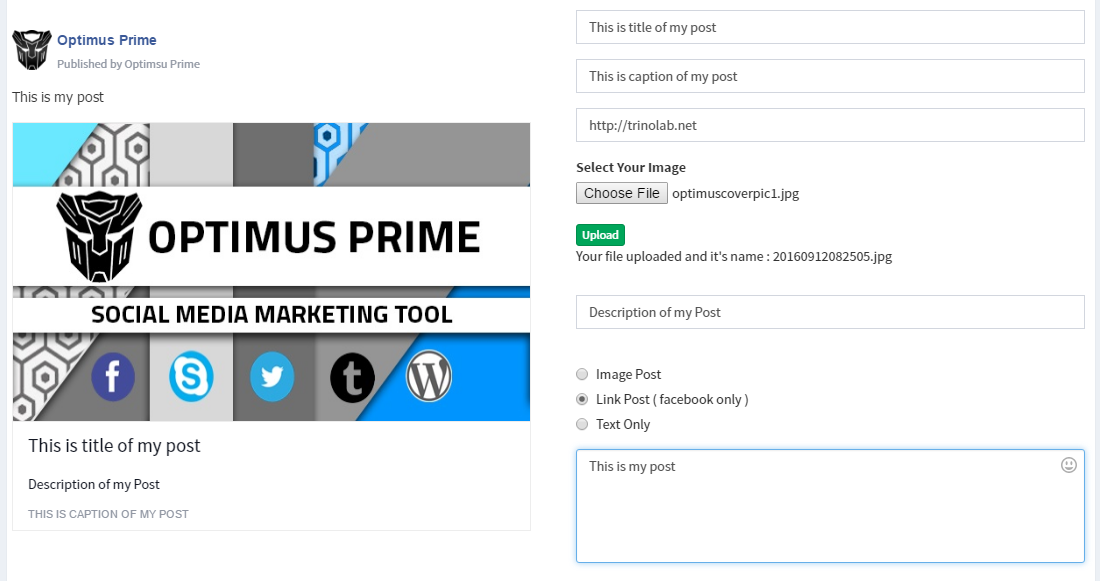 Optimus Prime
Published by Optimsu Prime
This is my post
OPTIMUS PRIME
SOCIAL MEDIA MARKETING TOOL
f
S
t
W
This is title of my post
Description of my Post
THIS IS CAPTION OF MY POST
This is title of my post
This is caption of my post
http://trinolab.net
Select Your Image
Choose File optimuscoverpic1.jpg
Upload
Your file uploaded and it's name : 20160912082505.jpg
Description of my Post
Image Post
Link Post ( facebook only )
Text Only
This is my post